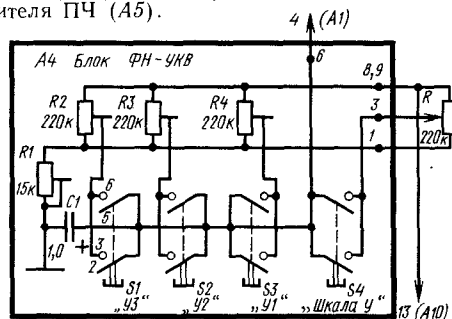 ителя ПЧ (А5).
4 (А1)
А4 Блок ФН-УКВ
6
8,9
R2
220к
R3
220к
R4
220к
3
R
220к
1
R1
15к
C1
1,0
+
6
5
3
2
S1
„У3“
S2
„У2“
S3
„У1“
S4
„Шкала У“
13 (А10)